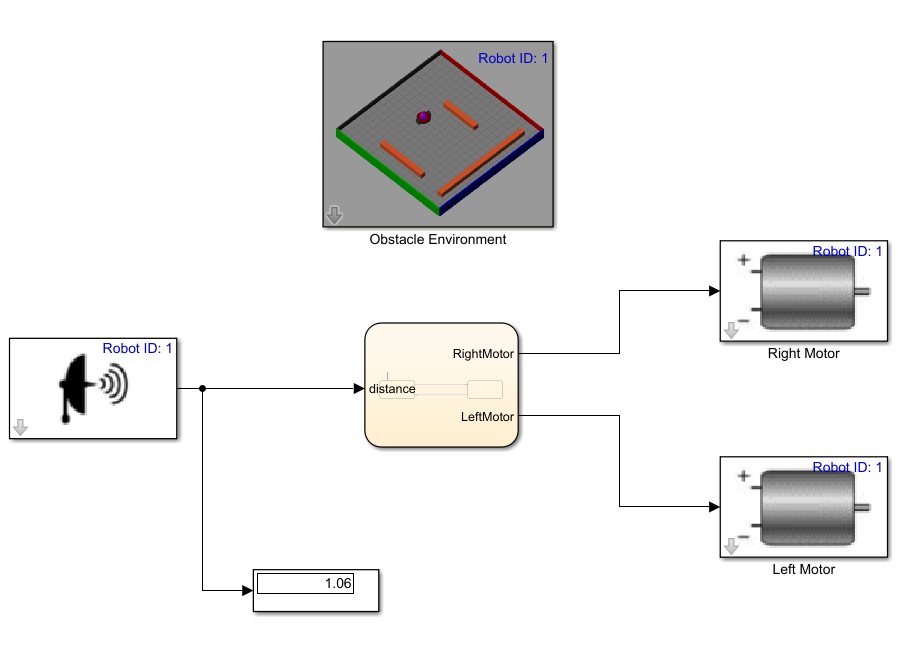 Robot ID: 1
Obstacle Environment
Robot ID: 1
Right Motor
Robot ID: 1
RightMotor
distance
LeftMotor
Robot ID: 1
Left Motor
1.06